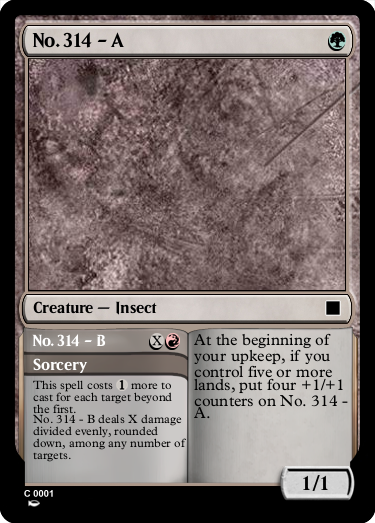 No. 314 – A
Creature — Insect
No. 314 – B X
Sorcery
This spell costs 1 more to
cast for each target beyond
the first.
No. 314 - B deals X damage
divided evenly, rounded
down, among any number of
targets.
At the beginning of
your upkeep, if you
control five or more
lands, put four +1/+1
counters on No. 314 -
A.
1/1
C 0001